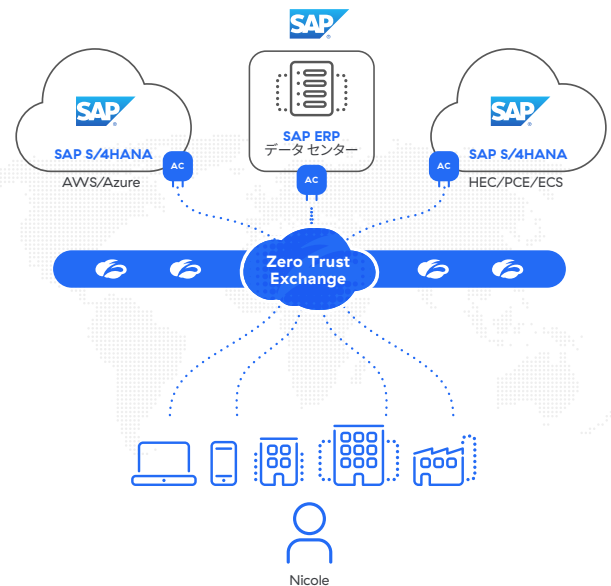 SAP
SAP
SAP
SAP S/4HANA
AC
AWS/Azure
SAP ERP
データセンター
AC
SAP S/4HANA
AC
HEC/PCE/ECS
Zero Trust
Exchange
Nicole